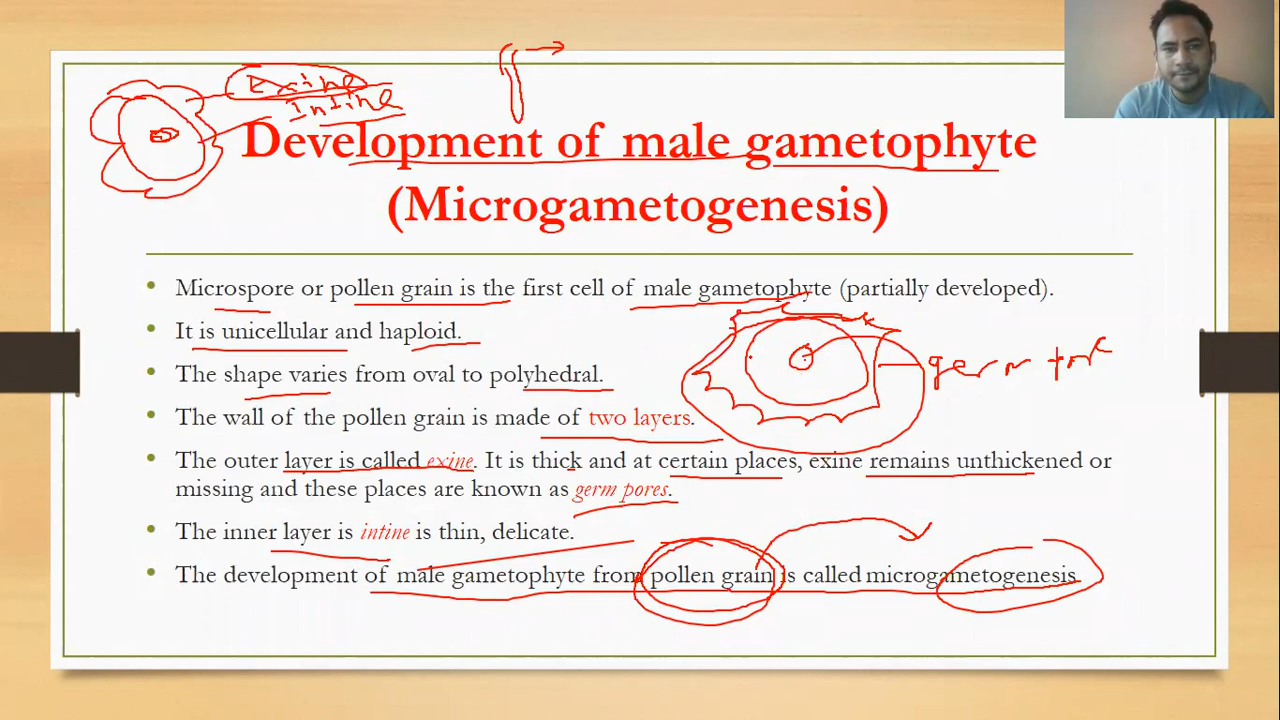 Exine
Intine
Development of male gametophyte
(Microgametogenesis)
• Microspore or pollen grain is the first cell of male gametophyte (partially developed).
• It is unicellular and haploid.
• The shape varies from oval to polyhedral.
germ
• The wall of the pollen grain is made of two layers.
• The outer layer is called exine. It is thick and at certain places, exine remains unthickened or
missing and these places are known as germ pores.
• The inner layer is intine is thin, delicate.
• The development of male gametophyte from pollen grain is called microgametogenesis